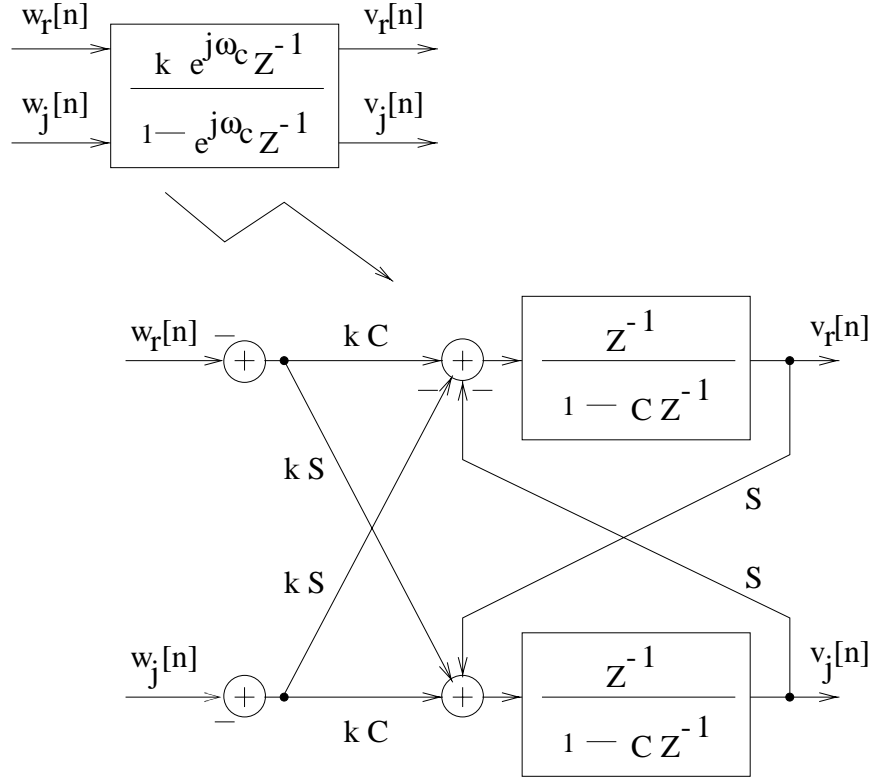 w_r[n] v_r[n]
k e^{jω_c} Z^{-1}
w_j[n] v_j[n]
1 — e^{jω_c} Z^{-1}
w_r[n] — k C Z^{-1} v_r[n]
+ +
— — 1 — C Z^{-1}
k S S
k S S
w_j[n] Z^{-1} v_j[n]
+ +
— k C 1 — C Z^{-1}